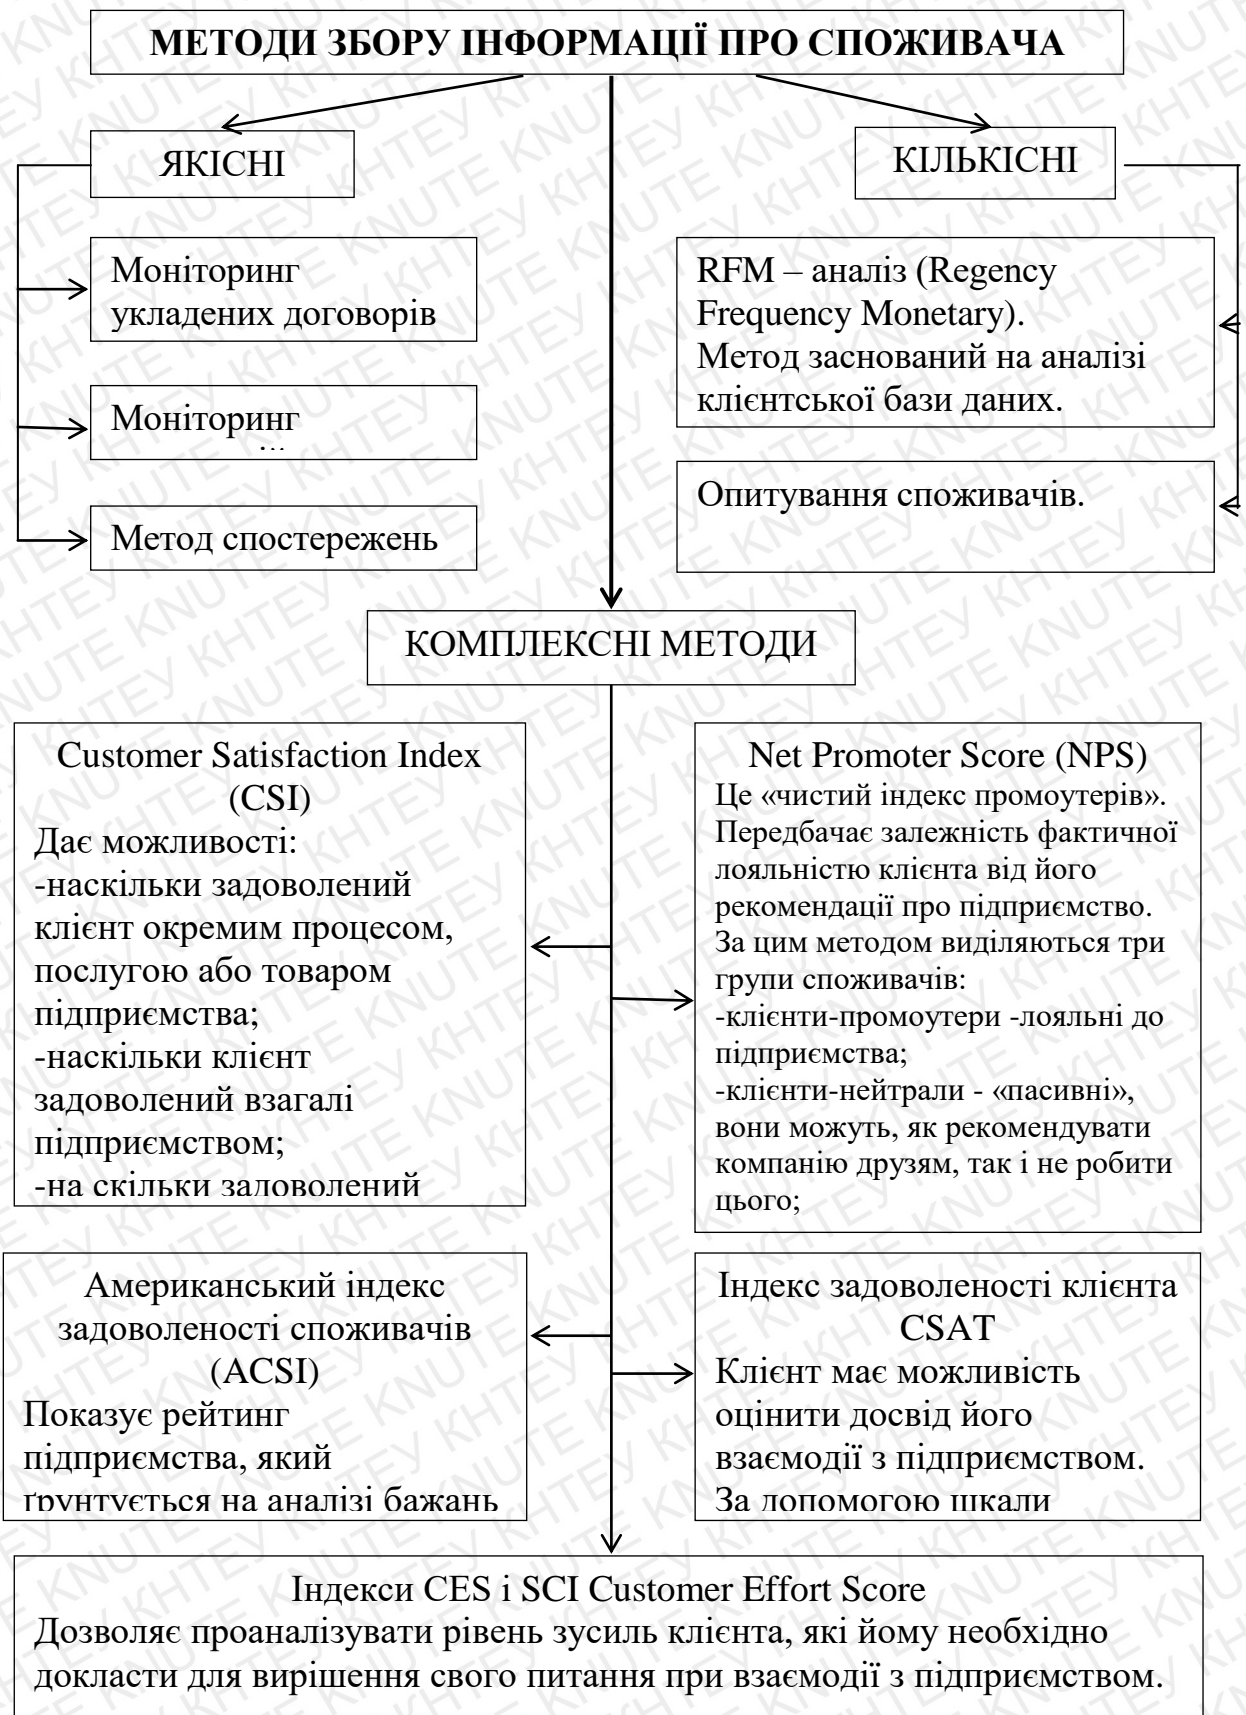 МЕТОДИ ЗБОРУ ІНФОРМАЦІЇ ПРО СПОЖИВАЧА
ЯКІСНІ
КІЛЬКІСНІ
Моніторинг
укладених договорів
Моніторинг
Метод спостережень
RFM – аналіз (Regency
Frequency Monetary).
Метод заснований на аналізі
клієнтської бази даних.
Опитування споживачів.
КОМПЛЕКСНІ МЕТОДИ
Customer Satisfaction Index
(CSI)
Дає можливості:
-наскільки задоволений
клієнт окремим процесом,
послугою або товаром
підприємства;
-наскільки клієнт
задоволений взагалі
підприємством;
-на скільки задоволений
Net Promoter Score (NPS)
Це «чистий індекс промоутерів».
Передбачає залежність фактичної
лояльністю клієнта від його
рекомендації про підприємство.
За цим методом виділяються три
групи споживачів:
-клієнти-промоутери -лояльні до
підприємства;
-клієнти-нейтрали - «пасивні»,
вони можуть, як рекомендувати
компанію друзям, так і не робити
цього;
Американський індекс
задоволеності споживачів
(ACSI)
Показує рейтинг
підприємства, який
ґрунтується на аналізі бажань
Індекс задоволеності клієнта
CSAT
Клієнт має можливість
оцінити досвід його
взаємодії з підприємством.
За допомогою шкали
Індекси CES і SCI Customer Effort Score
Дозволяє проаналізувати рівень зусиль клієнта, які йому необхідно
докласти для вирішення свого питання при взаємодії з підприємством.